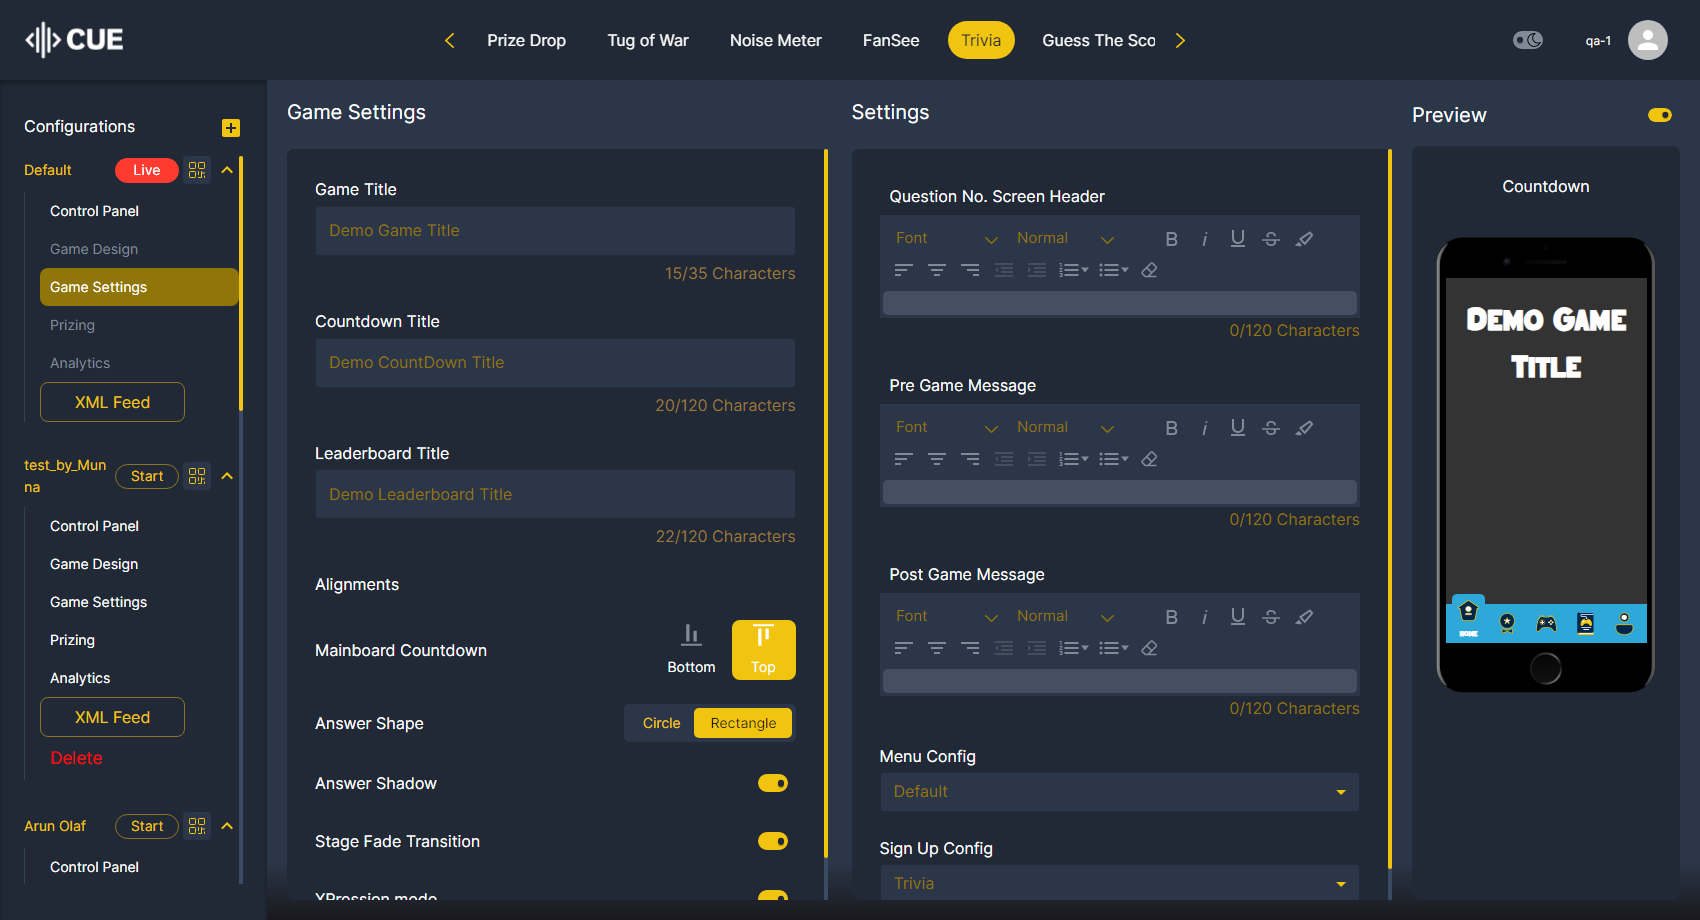 CUE
Prize Drop
Tug of War
Noise Meter
FanSee
Trivia
Guess The Sco
qa-1
Configurations
Default
Live
Control Panel
Game Design
Game Settings
Prizing
Analytics
XML Feed
test_by_Mun
na
Start
Control Panel
Game Design
Game Settings
Prizing
Analytics
XML Feed
Delete
Arun Olaf
Start
Control Panel
Game Settings
Game Title
Demo Game Title
15/35 Characters
Countdown Title
Demo CountDown Title
20/120 Characters
Leaderboard Title
Demo Leaderboard Title
22/120 Characters
Alignments
Mainboard Countdown
Bottom
Top
Answer Shape
Circle
Rectangle
Answer Shadow
Stage Fade Transition
XPression mode
Settings
Question No. Screen Header
Font
Normal
0/120 Characters
Pre Game Message
Font
Normal
0/120 Characters
Post Game Message
Font
Normal
0/120 Characters
Menu Config
Default
Sign Up Config
Trivia
Preview
Countdown
Demo Game
Title
HOME